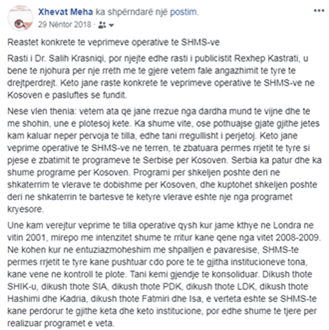 Xhevat Meha ka shpërndarë një postim.
29 Nëntor 2018
Reastet konkrete te veprimeve operative te SHMS-ve
Rasti i Dr. Salih Krasniqi, por njejte edhe rasti i publicistit Rexhep Kastrati, u
bene te njohura per nje rreth me te gjere vetem fale angazhimit te tyre te
drejtperdrejt. Keto jane raste konkrete te veprimeve operative te SHMS-ve ne
Kosoven e pasluftes se fundit.
Nese vlen thenia: vetem ata qe jane rrezue nga dardha mund te vijne dhe te
me shohin, une e plotesoj kete. Ka shume vite, ose pothuajse gjate gjithe jetes
kam kaluar neper pervoja te tilla, edhe tani rregullisht i perjetoj. Keto jane
veprime operative te SHMS-ve ne terren, te zbatuara permes rrjetit te tyre si
pjese e zbatimit te programeve te Serbise per Kosoven. Serbia ka patur dhe ka
shume programe per Kosoven. Programi per shkeljen poshte deri ne
shkaterrim te vlerave te dobishme per Kosoven, dhe kuptohet shkeljen poshte
deri ne shkaterrim te bartesve te ketyre vlerave eshte nje nga programet
kryesore.
Une kam verejtur veprime te tilla operative qysh kur jame kthye ne Londra ne
vitin 2001, mirepo me intenzitet shume te rritur kane qene nga vitet 2008-2009.
Ne kohen kur ne entuziazmoheshim me shpalljen e pavaresise, SHMS-te
permes rrjetit te tyre kane pushtuar cdo pore te te gjitha institucioneve tona,
kane vene ne kontroll te plote. Tani kemi gjendje te konsoliduar. Dikush thote
SHIK-u, dikush thote SIA, dikush thote PDK, dikush thote LDK, dikush thote
Hashimi dhe Kadria, dikush thote Fatmiri dhe Isa, e verteta eshte se SHMS-te
kane perdorur te gjithe keta dhe keto institucione, por edhe shume te tjere per
realizuar programet e veta.